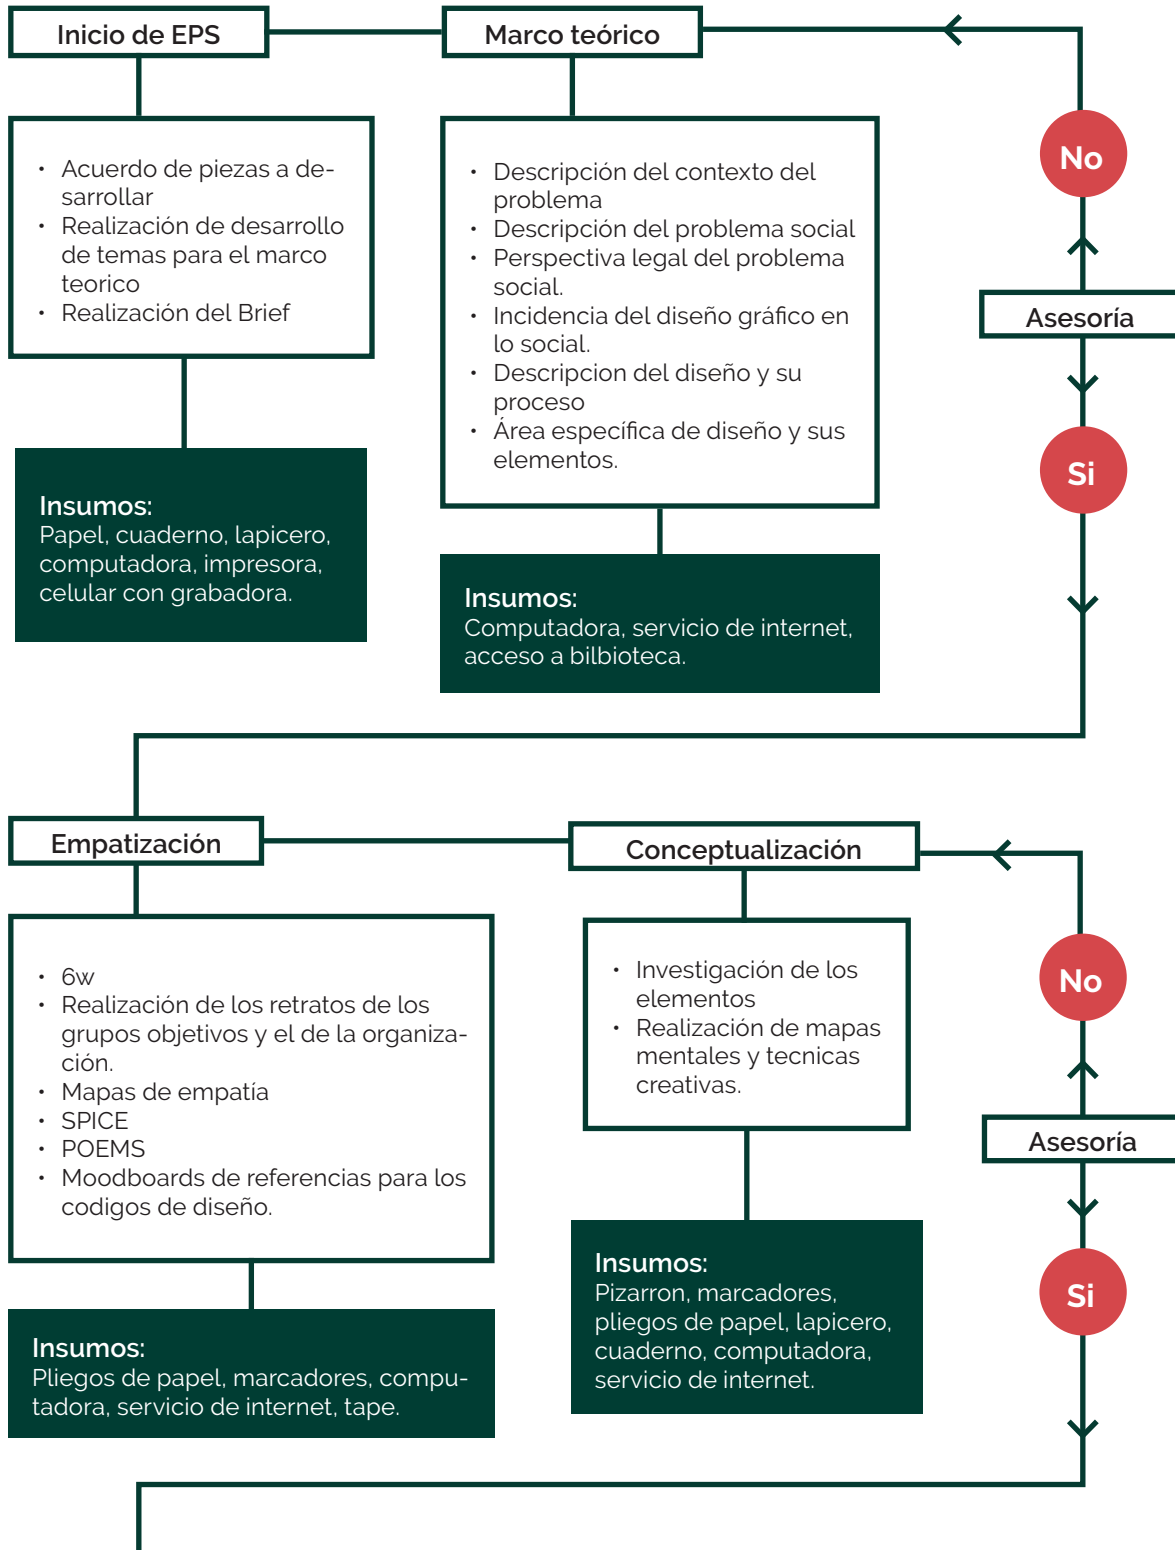 Inicio de EPS
Marco teórico
• Acuerdo de piezas a de-
sarrollar
• Realización de desarrollo
de temas para el marco
teorico
• Realización del Brief
• Descripción del contexto del
problema
• Descripción del problema social
• Perspectiva legal del problema
social.
• Incidencia del diseño gráfico en
lo social.
• Descripcion del diseño y su
proceso
• Área específica de diseño y sus
elementos.
No
Asesoría
Si
Insumos:
Papel, cuaderno, lapicero,
computadora, impresora,
celular con grabadora.
Insumos:
Computadora, servicio de internet,
acceso a bilbioteca.
Empatización
Conceptualización
• 6w
• Realización de los retratos de los
grupos objetivos y el de la organiza-
ción.
• Mapas de empatía
• SPICE
• POEMS
• Moodboards de referencias para los
codigos de diseño.
• Investigación de los
elementos
• Realización de mapas
mentales y tecnicas
creativas.
No
Asesoría
Si
Insumos:
Pliegos de papel, marcadores, compu-
tadora, servicio de internet, tape.
Insumos:
Pizarron, marcadores,
pliegos de papel, lapicero,
cuaderno, computadora,
servicio de internet.